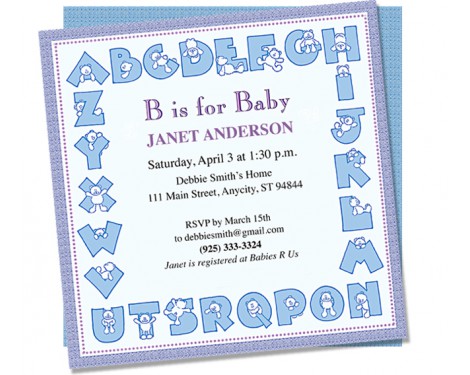 ABCDEFGH
I
J
K
L
M
NOPQRSTU
V
W
X
Y
Z
B is for Baby
JANET ANDERSON
Saturday, April 3 at 1:30 p.m.
Debbie Smith's Home
111 Main Street, Anycity, ST 94844
RSVP by March 15th
to debbiesmith@gmail.com
(925) 333-3324
Janet is registered at Babies R Us